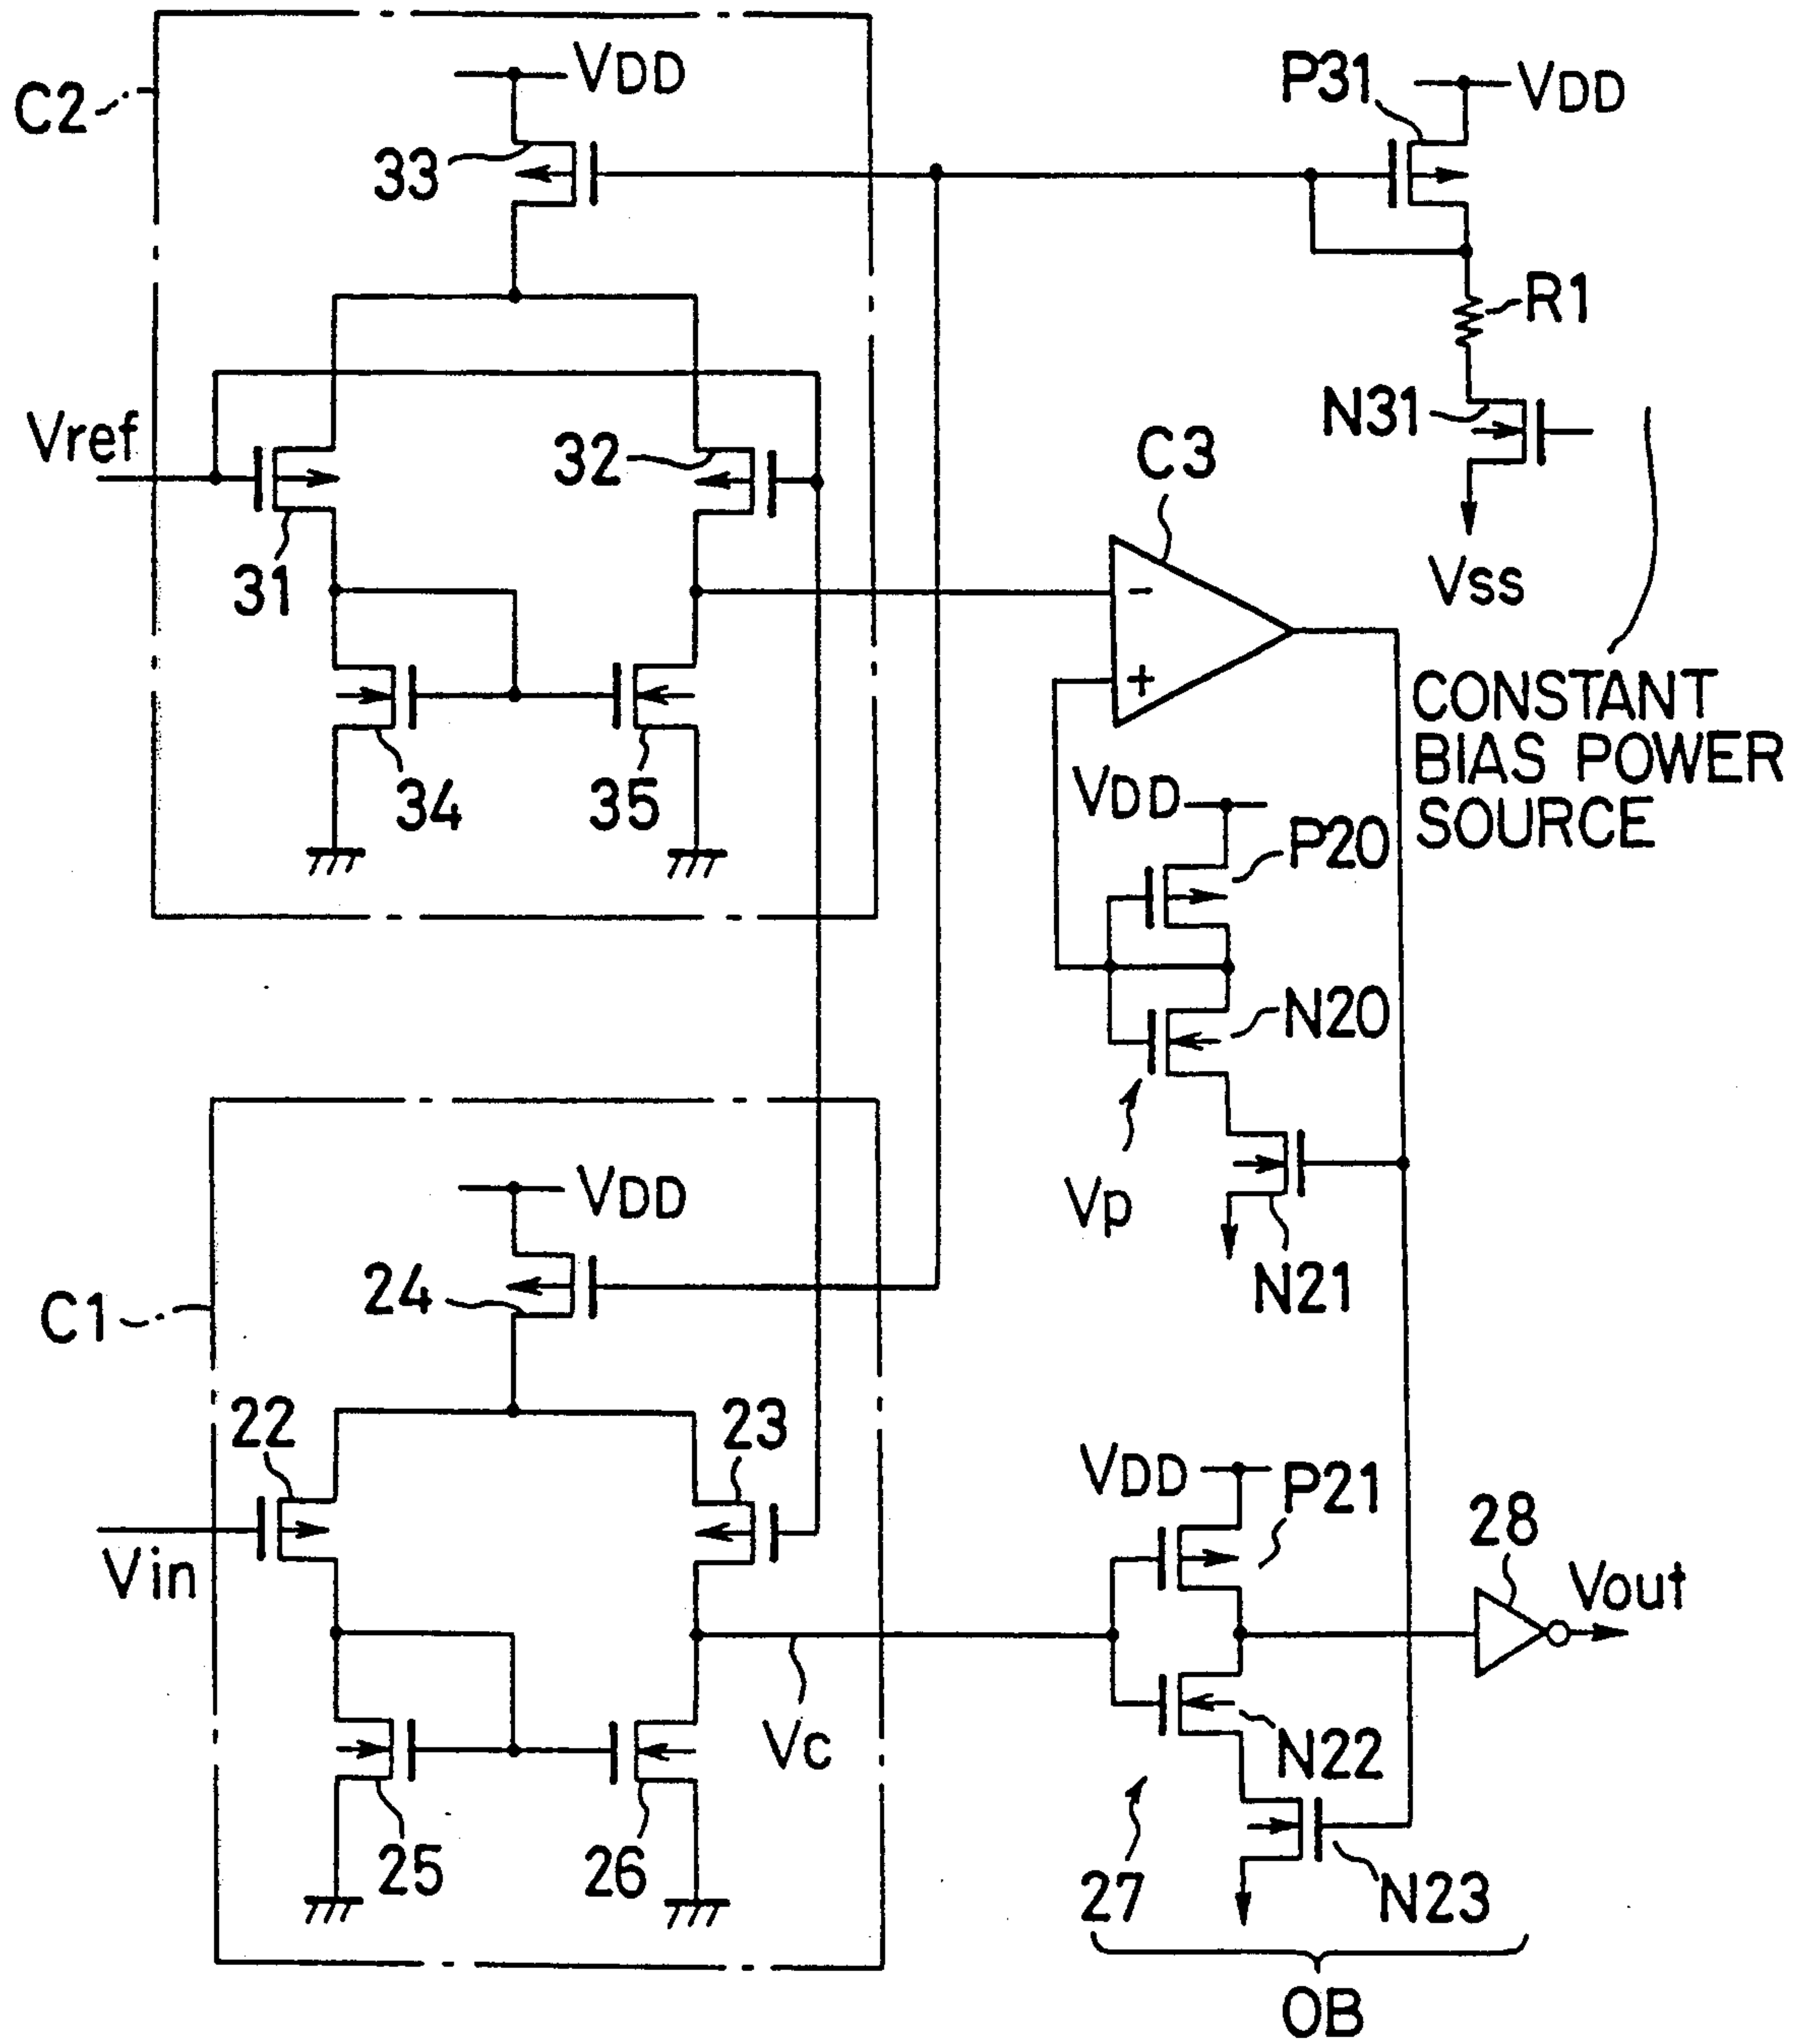 C2
VDD
P31
VDD
33
R1
Vref
32
N31
C3
31
Vss
-
+
CONSTANT
BIAS POWER
SOURCE
34
35
VDD
P20
N20
Vp
N21
VDD
24
C1
22
23
VDD
P21
28
Vin
Vout
Vc
N22
25
26
27
N23
OB